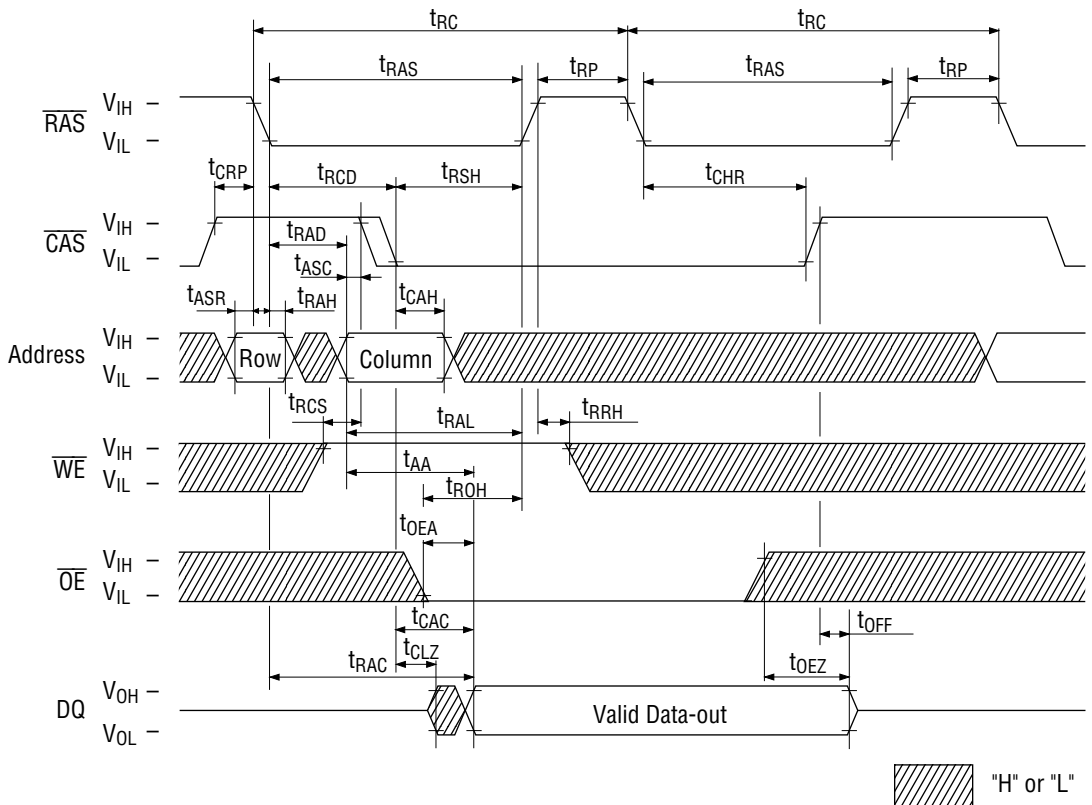 tRC tRC
tRAS tRP tRAS tRP
RAS VIH
VIL
tCRP tRCD tRSH tCHR
CAS VIH
VIL
tRAD
tASC
tASR tRAH tCAH
Address VIH
VIL
Row Column
tRCS tRAL tRRH
WE VIH
VIL
tAA
tROH
tOEA
OE VIH
VIL
tCAC tOFF
tCLZ
tRAC tOEZ
DQ VOH
VOL
Valid Data-out
"H" or "L"